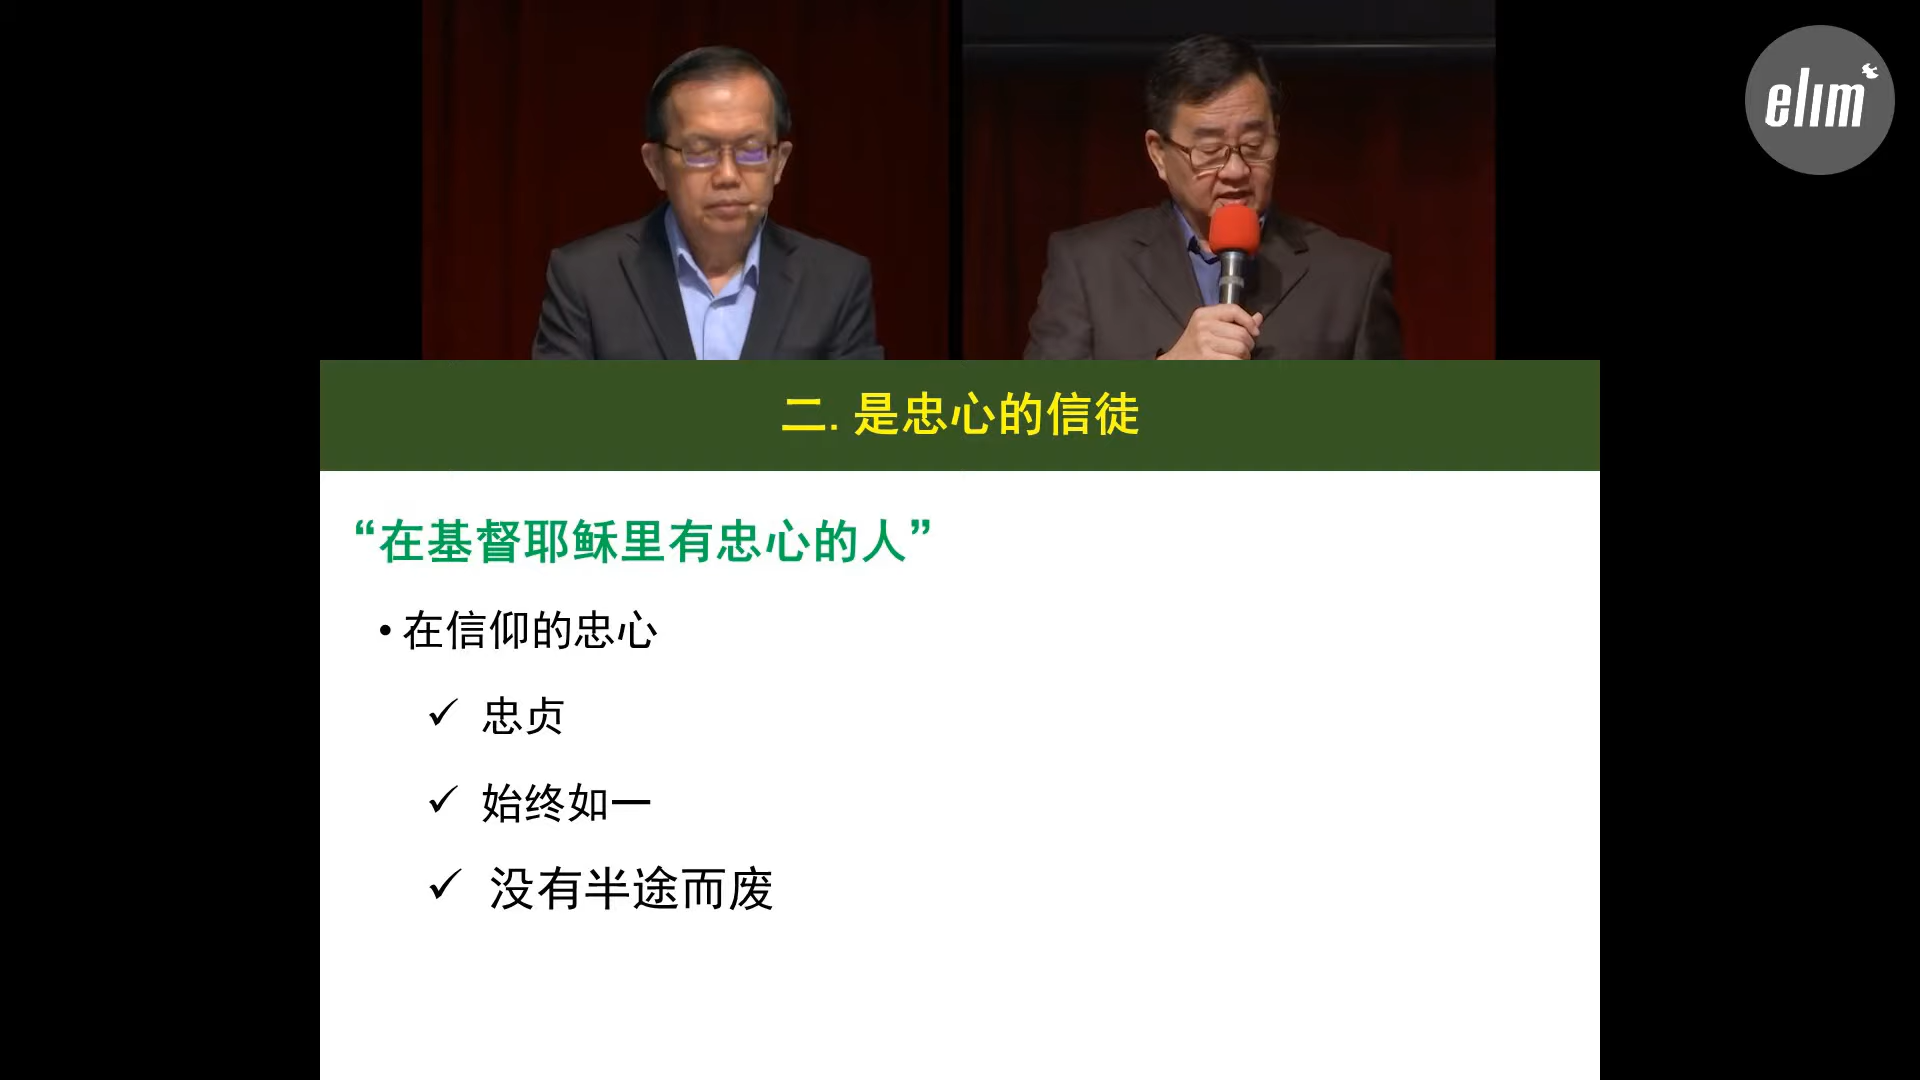 elim
二. 是忠心的信徒
“在基督耶稣里有忠心的人”
• 在信仰的忠心
✓ 忠贞
✓ 始终如一
✓ 没有半途而废